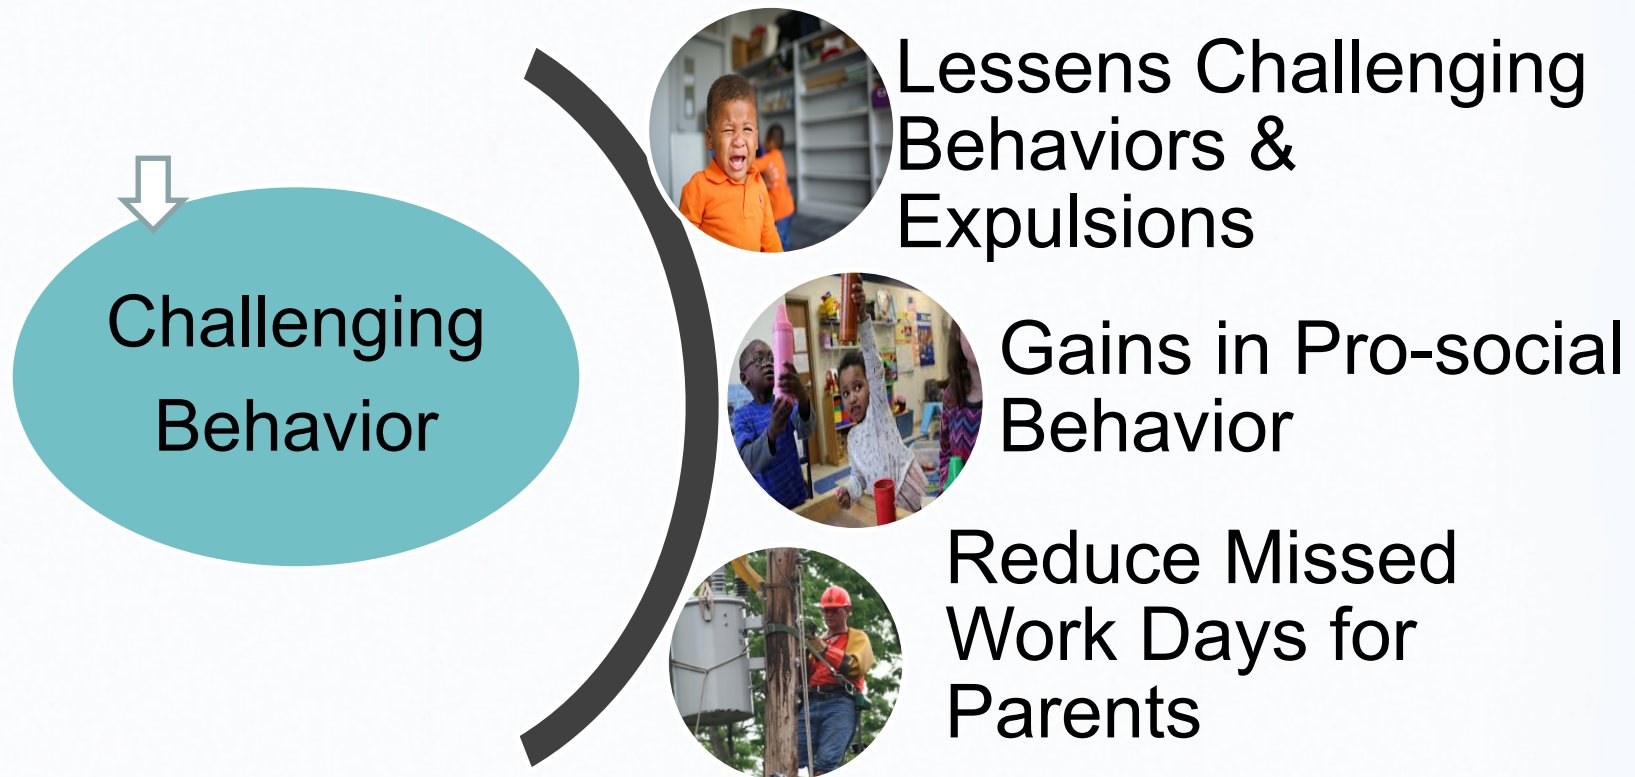 Challenging
Behavior
Lessens Challenging
Behaviors &
Expulsions
Gains in Pro-social
Behavior
Reduce Missed
Work Days for
Parents